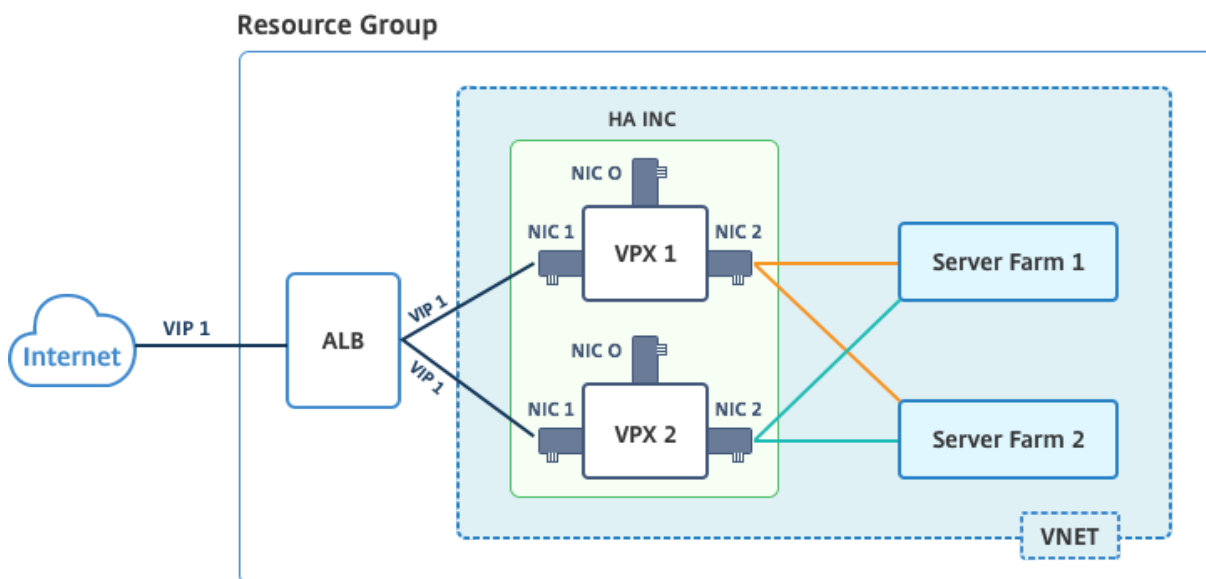 Resource Group
HA INC
NIC O
NIC 1
VPX 1
NIC 2
Server Farm 1
Internet
VIP 1
ALB
VIP 1
VIP 1
NIC O
NIC 1
VPX 2
NIC 2
Server Farm 2
VNET